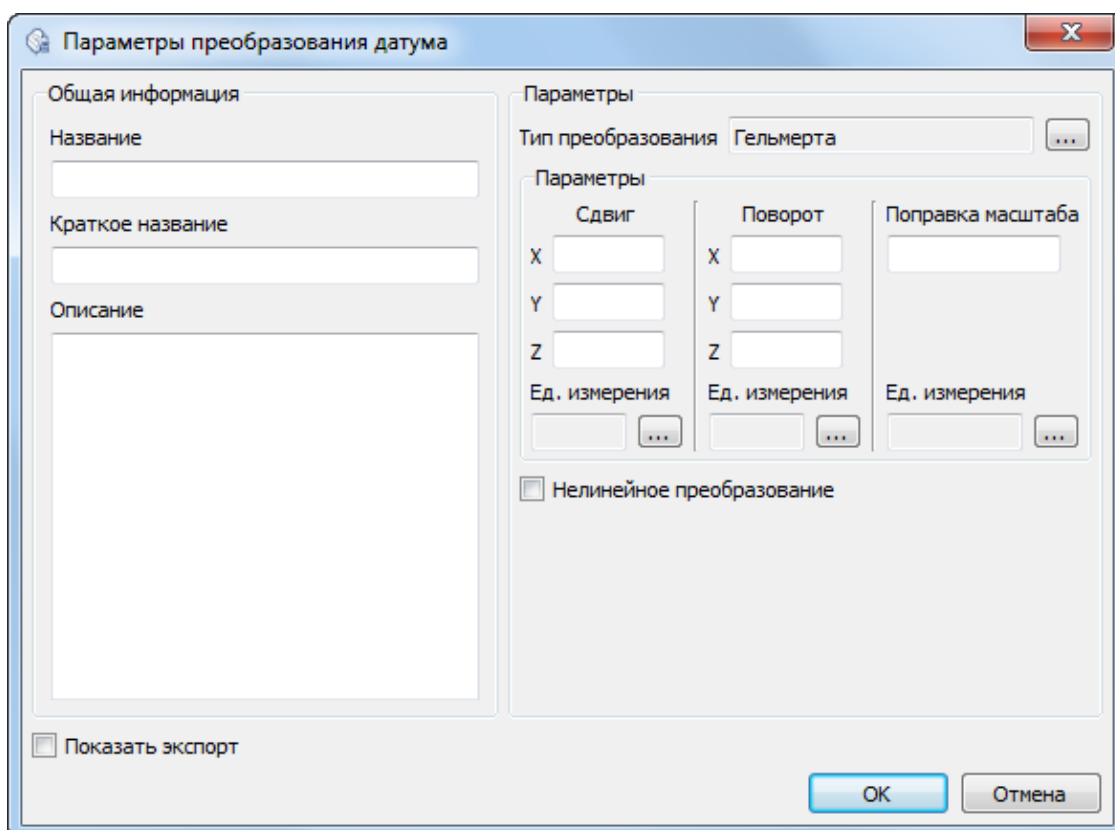 Параметры преобразования датума
Общая информация
Название
Краткое название
Описание
Параметры
Тип преобразования Гельмерта ...
Параметры
Сдвиг Поворот Поправка масштаба
X X
Y Y
Z Z
Ед. измерения Ед. измерения Ед. измерения
... ... ...
Нелинейное преобразование
Показать экспорт
OK Отмена